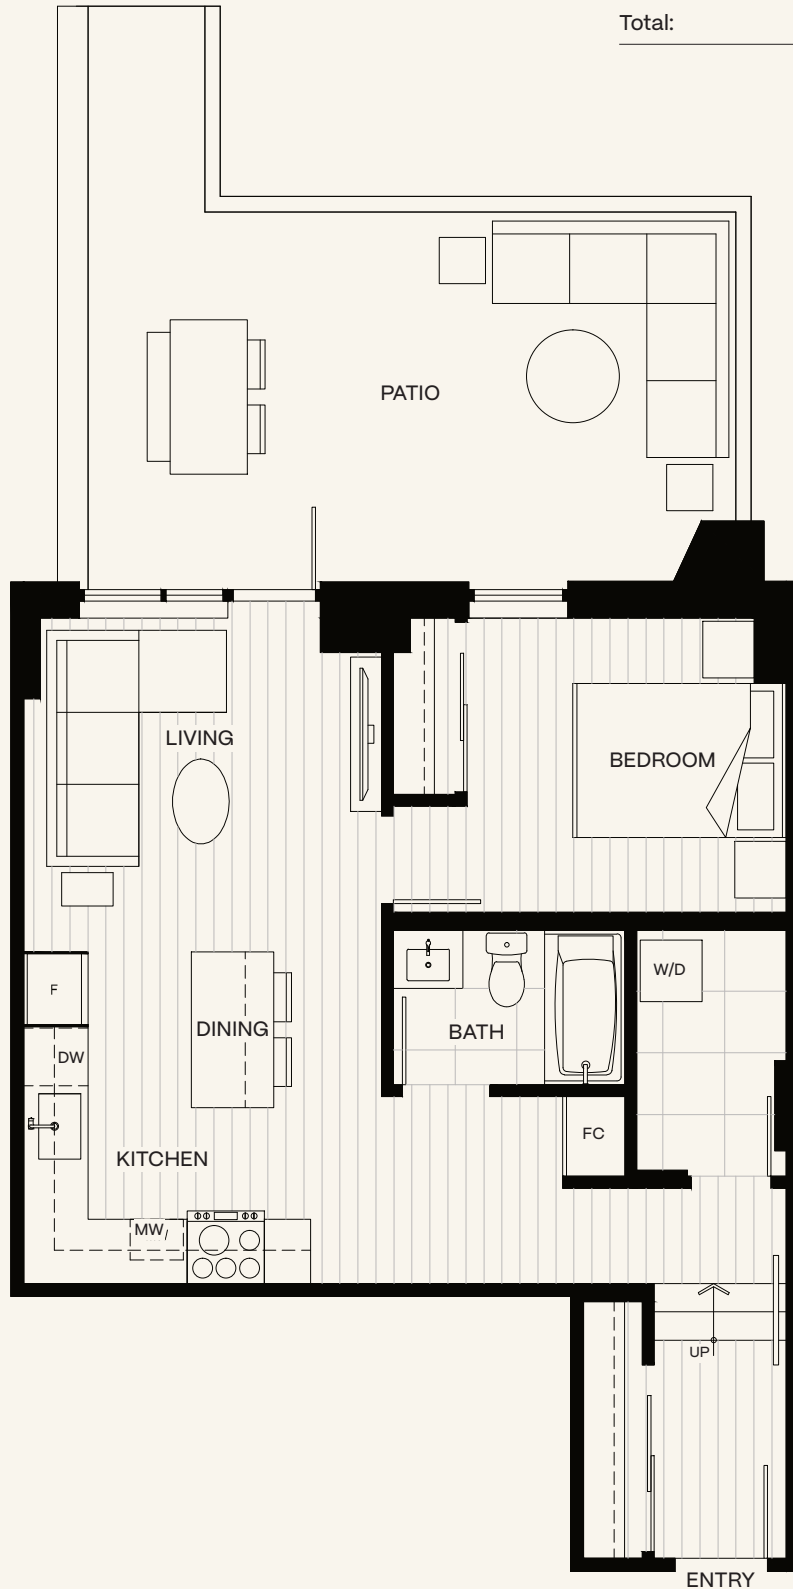 Total:
PATIO
LIVING
BEDROOM
F
W/D
DINING
BATH
DW
FC
KITCHEN
MW
UP
ENTRY